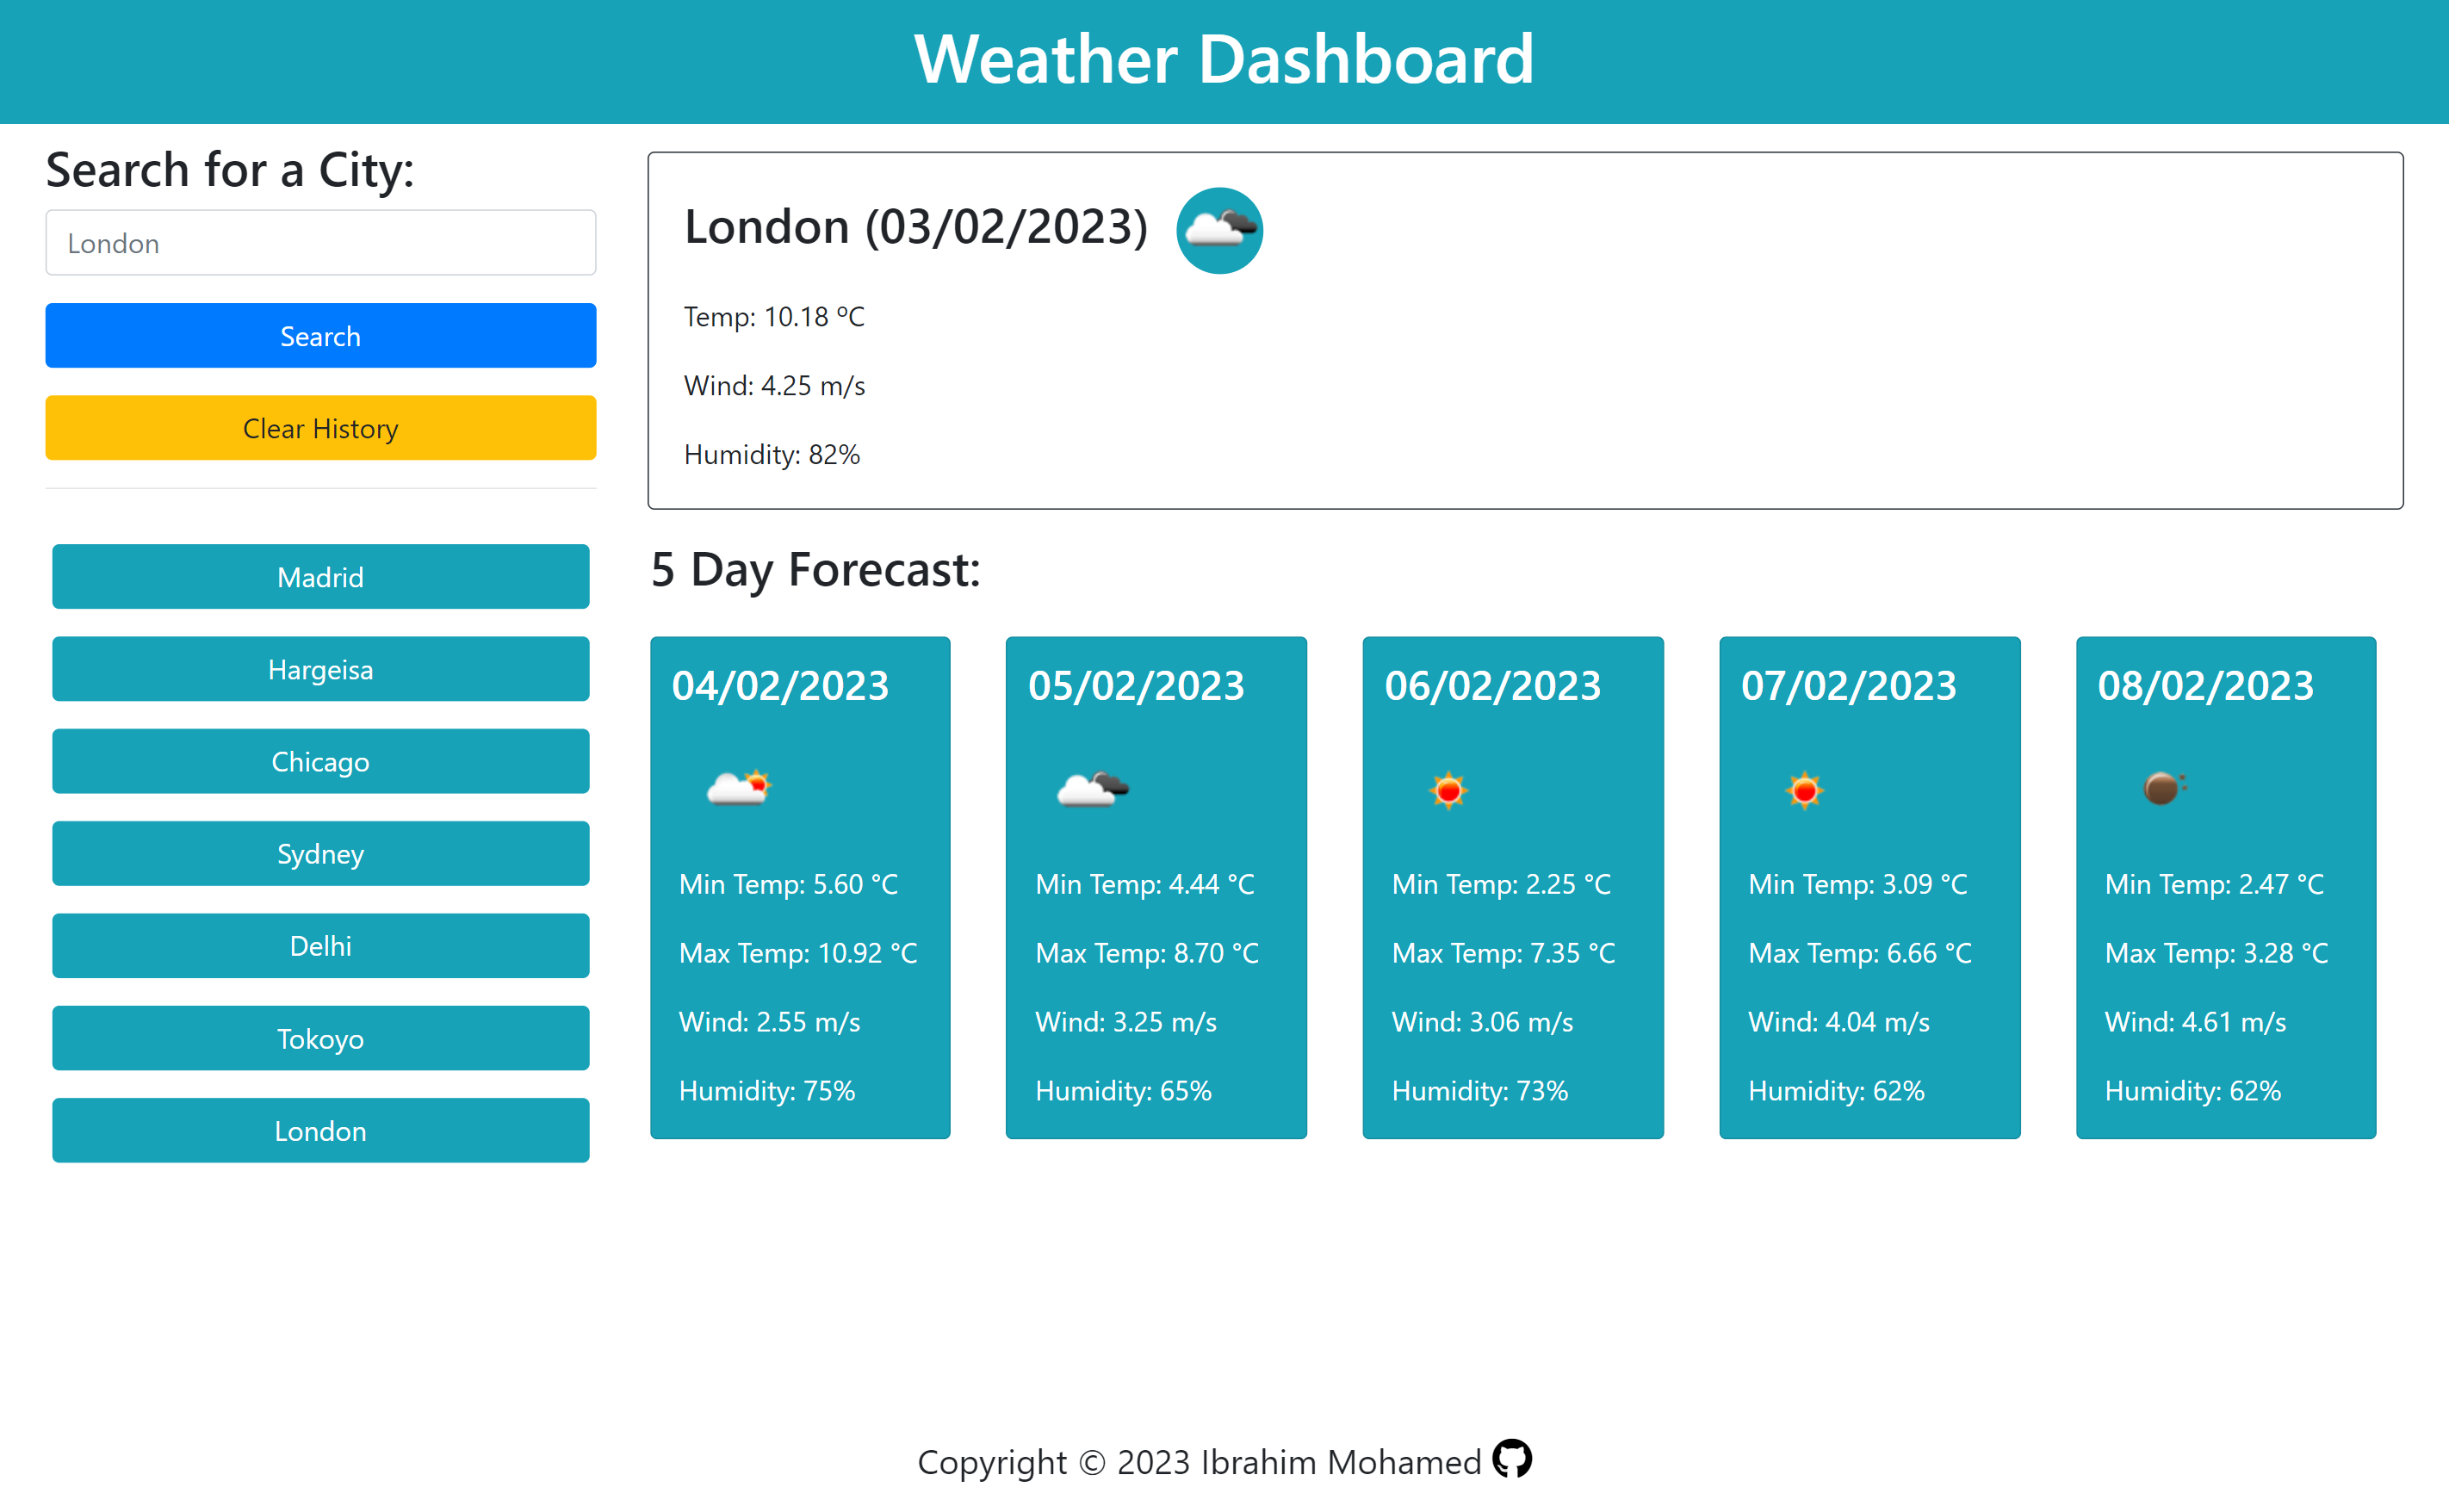 Weather Dashboard
Search for a City:
London
Search
Clear History
Madrid
Hargeisa
Chicago
Sydney
Delhi
Tokoyo
London
London (03/02/2023)
Temp: 10.18 ºC
Wind: 4.25 m/s
Humidity: 82%
5 Day Forecast:
04/02/2023
Min Temp: 5.60 °C
Max Temp: 10.92 °C
Wind: 2.55 m/s
Humidity: 75%
05/02/2023
Min Temp: 4.44 °C
Max Temp: 8.70 °C
Wind: 3.25 m/s
Humidity: 65%
06/02/2023
Min Temp: 2.25 °C
Max Temp: 7.35 °C
Wind: 3.06 m/s
Humidity: 73%
07/02/2023
Min Temp: 3.09 °C
Max Temp: 6.66 °C
Wind: 4.04 m/s
Humidity: 62%
08/02/2023
Min Temp: 2.47 °C
Max Temp: 3.28 °C
Wind: 4.61 m/s
Humidity: 62%
Copyright © 2023 Ibrahim Mohamed